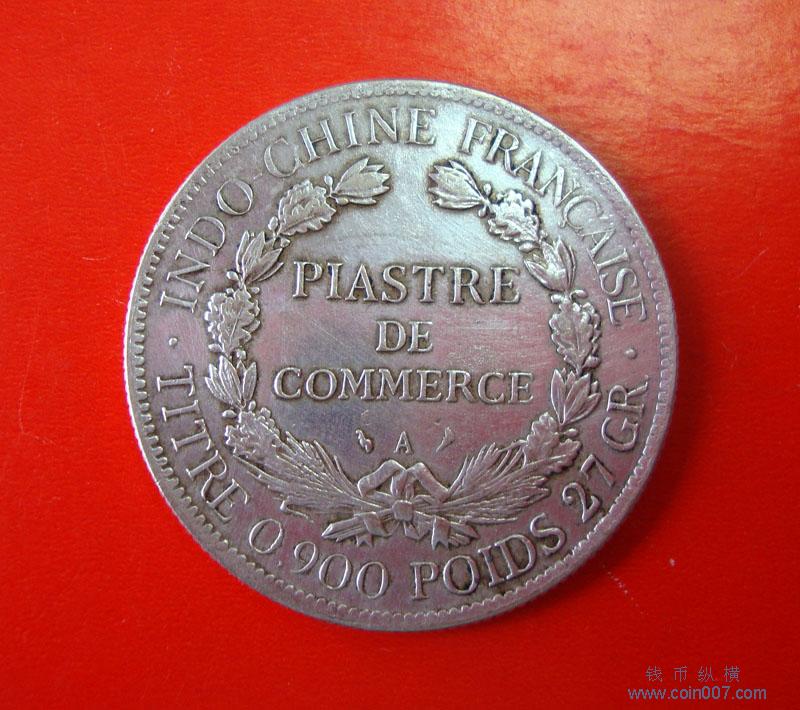 · INDO-CHINE FRANÇAISE ·
PIASTRE
DE
COMMERCE
A
TITRE 0,900 POIDS 27 GR.
钱币纵横
www.coin007.com